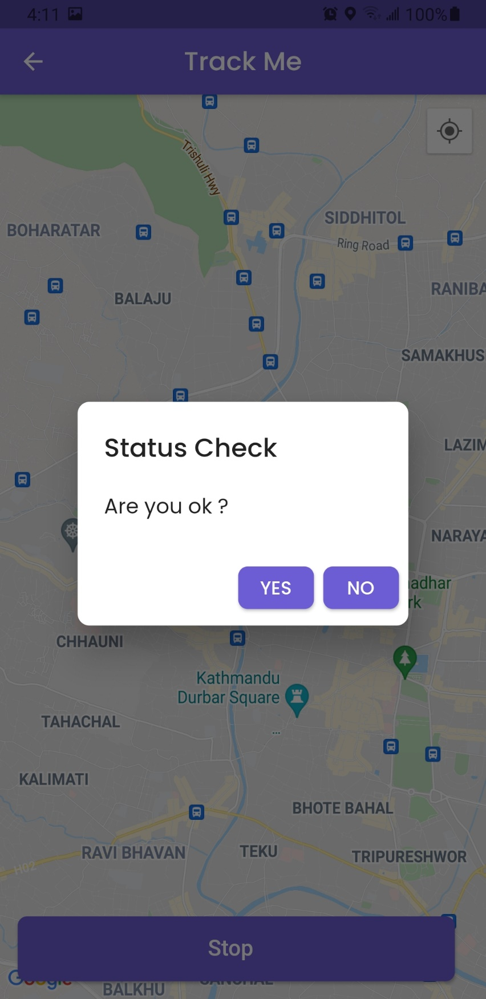 4:11
100%
Track Me
Trishuli Hwy
SIDDHITOL
BOHARATAR
Ring Road
RANIBA
BALAJU
SAMAKHUS
Status Check
LAZIM
Are you ok ?
NARAYA
YES
NO
adhar
rk
CHHAUNI
Kathmandu
Durbar Square
...
TAHACHAL
KALIMATI
BHOTE BAHAL
RAVI BHAVAN
TEKU
TRIPURESHWOR
H02
Stop
Google
BALKHU